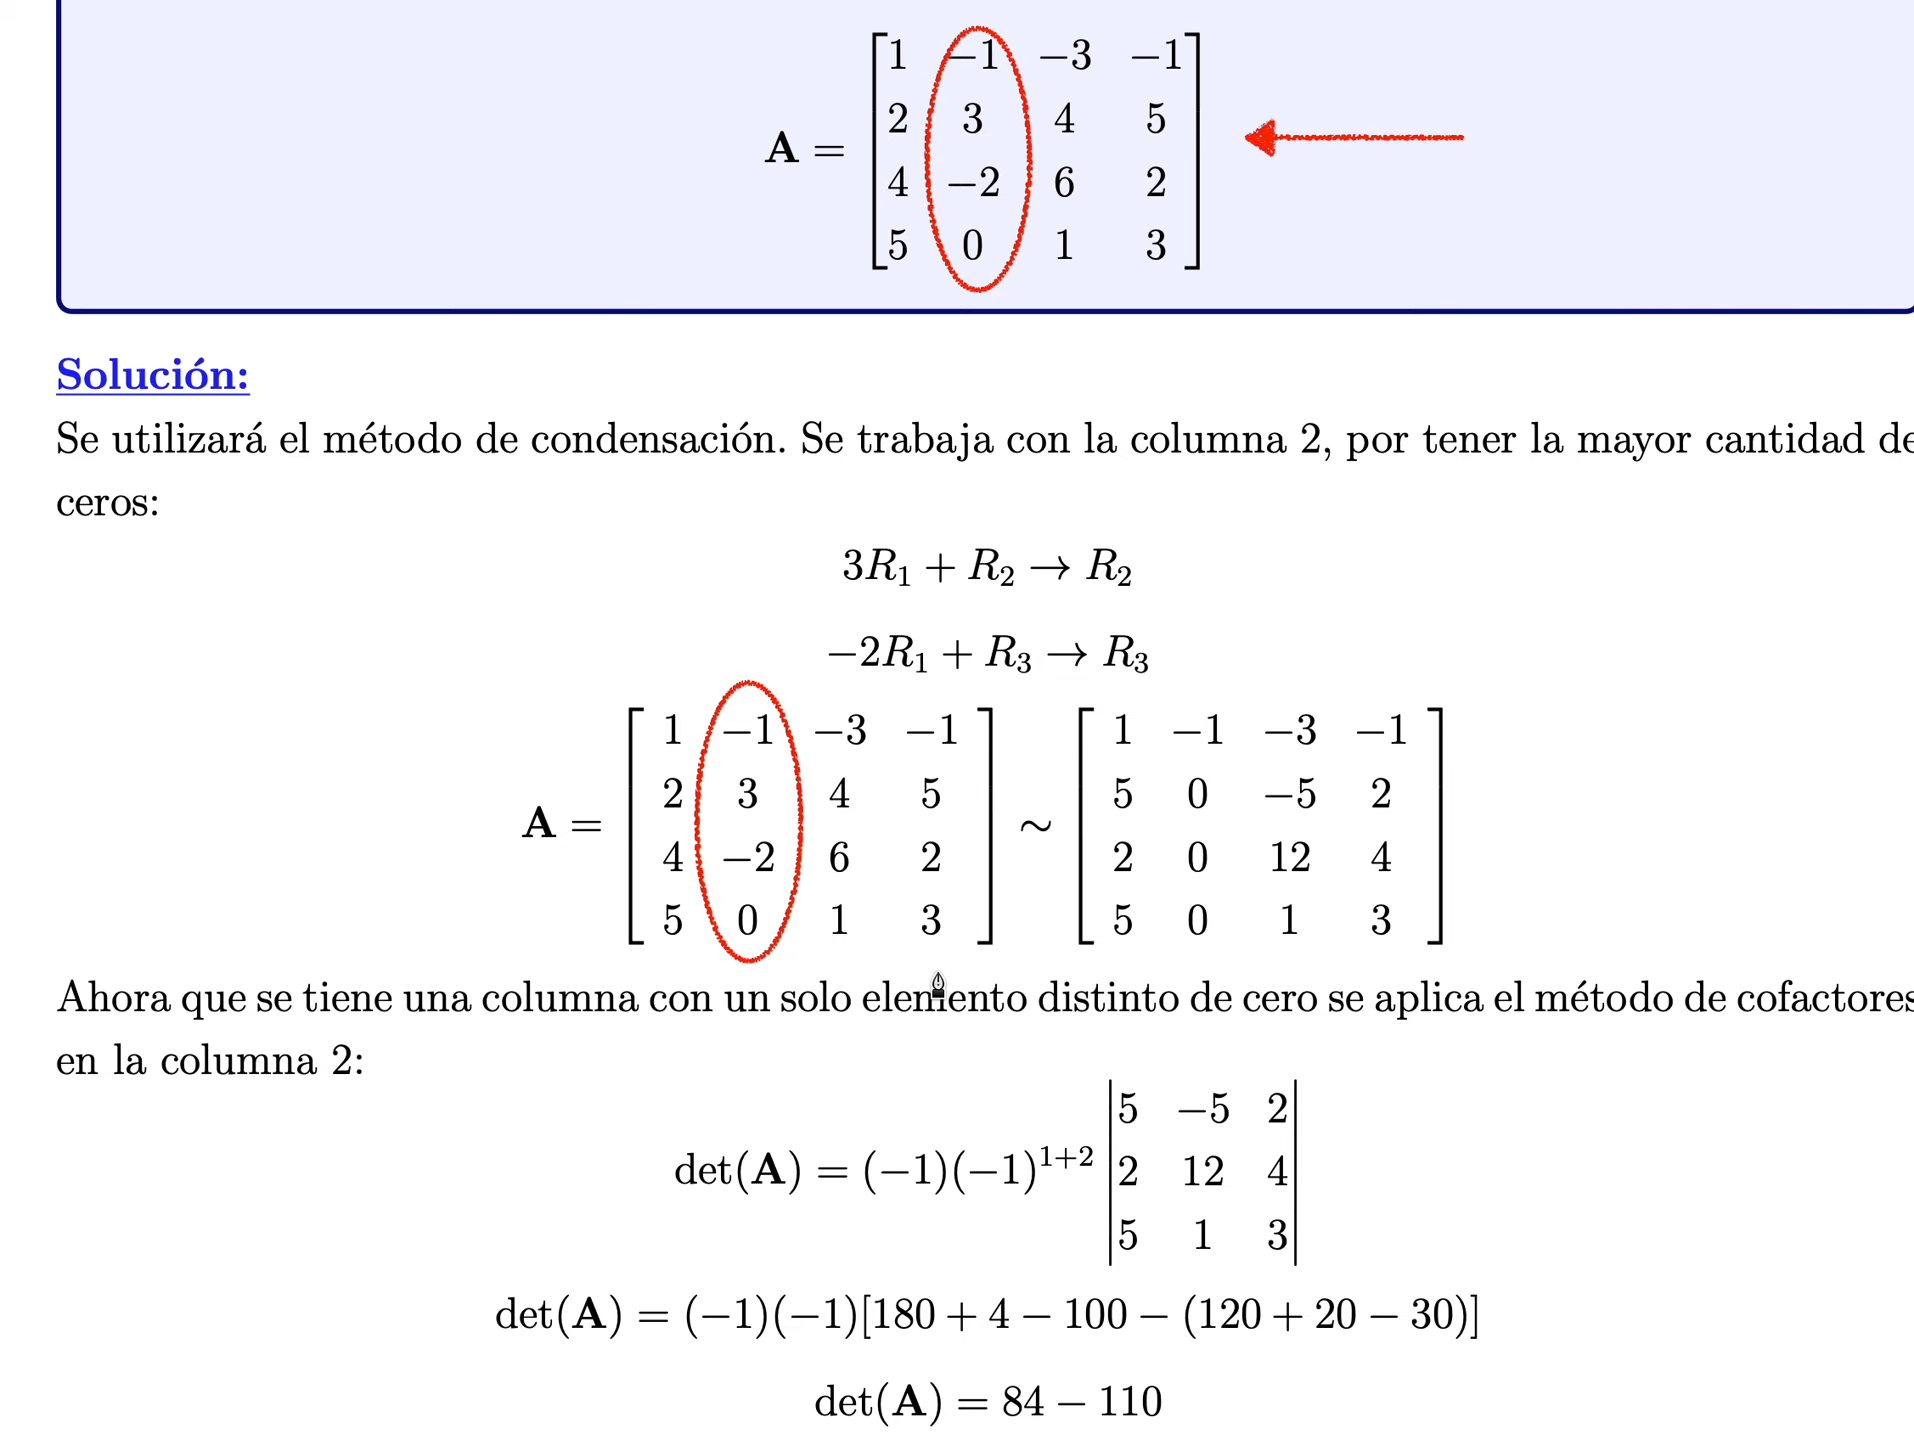 A = [1 −1 −3 −1
2 3 4 5
4 −2 6 2
5 0 1 3]
Solución:
Se utilizará el método de condensación. Se trabaja con la columna 2, por tener la mayor cantidad de
ceros:
3R₁ + R₂ → R₂
−2R₁ + R₃ → R₃
A = [1 −1 −3 −1 ; 2 3 4 5 ; 4 −2 6 2 ; 5 0 1 3] ∼ [1 −1 −3 −1 ; 5 0 −5 2 ; 2 0 12 4 ; 5 0 1 3]
Ahora que se tiene una columna con un solo elemento distinto de cero se aplica el método de cofactores
en la columna 2:
det(A) = (−1)(−1)¹⁺² |5 −5 2
2 12 4
5 1 3|
det(A) = (−1)(−1)[180 + 4 − 100 − (120 + 20 − 30)]
det(A) = 84 − 110